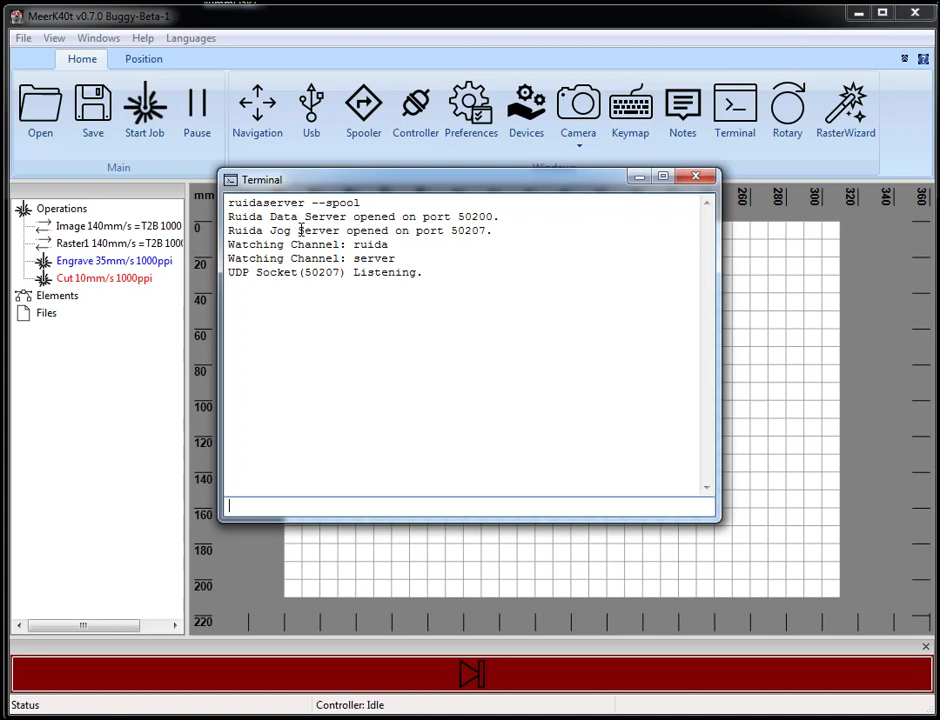 MeerK40t v0.7.0 Buggy-Beta-1
File View Windows Help Languages
Home Position
Open Save Start Job Pause Navigation Usb Spooler Controller Preferences Devices Camera Keymap Notes Terminal Rotary RasterWizard
Main
Terminal
mm
260 280 300 320 340 360
ruidaserver --spool
Ruida Data Server opened on port 50200.
Ruida Jog Server opened on port 50207.
Watching Channel: ruida
Watching Channel: server
UDP Socket(50207) Listening.
Operations
Image 140mm/s =T2B 1000
Raster1 140mm/s =T2B 100
Engrave 35mm/s 1000ppi
Cut 10mm/s 1000ppi
Elements
Files
0
20
40
60
80
100
120
140
160
180
200
220
Status
Controller: Idle